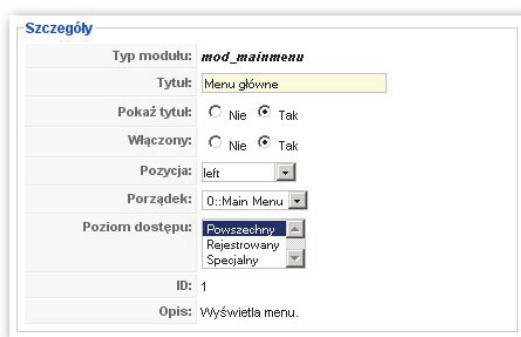 Szczegóły
Typ modułu: mod_mainmenu
Tytuł: Menu główne
Pokaż tytuł: Nie Tak
Włączony: Nie Tak
Pozycja: left
Porządek: 0::Main Menu
Poziom dostępu: Powszechny
Rejestrowany
Specjalny
ID: 1
Opis: Wyświetla menu.